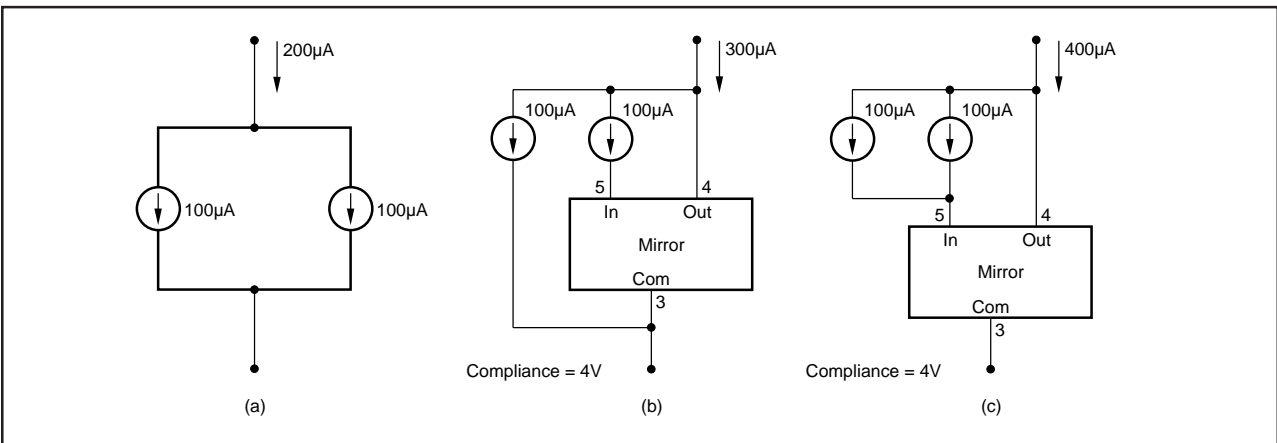 200µA
100µA
100µA
(a)
300µA
100µA
100µA
5
4
In
Out
Mirror
Com
3
Compliance = 4V
(b)
400µA
100µA
100µA
5
4
In
Out
Mirror
Com
3
Compliance = 4V
(c)